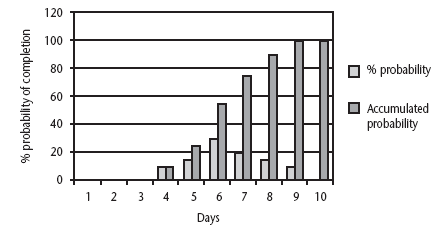 % probability of completion
120
100
80
60
40
20
0
1 2 3 4 5 6 7 8 9 10
Days
% probability
Accumulated
probability